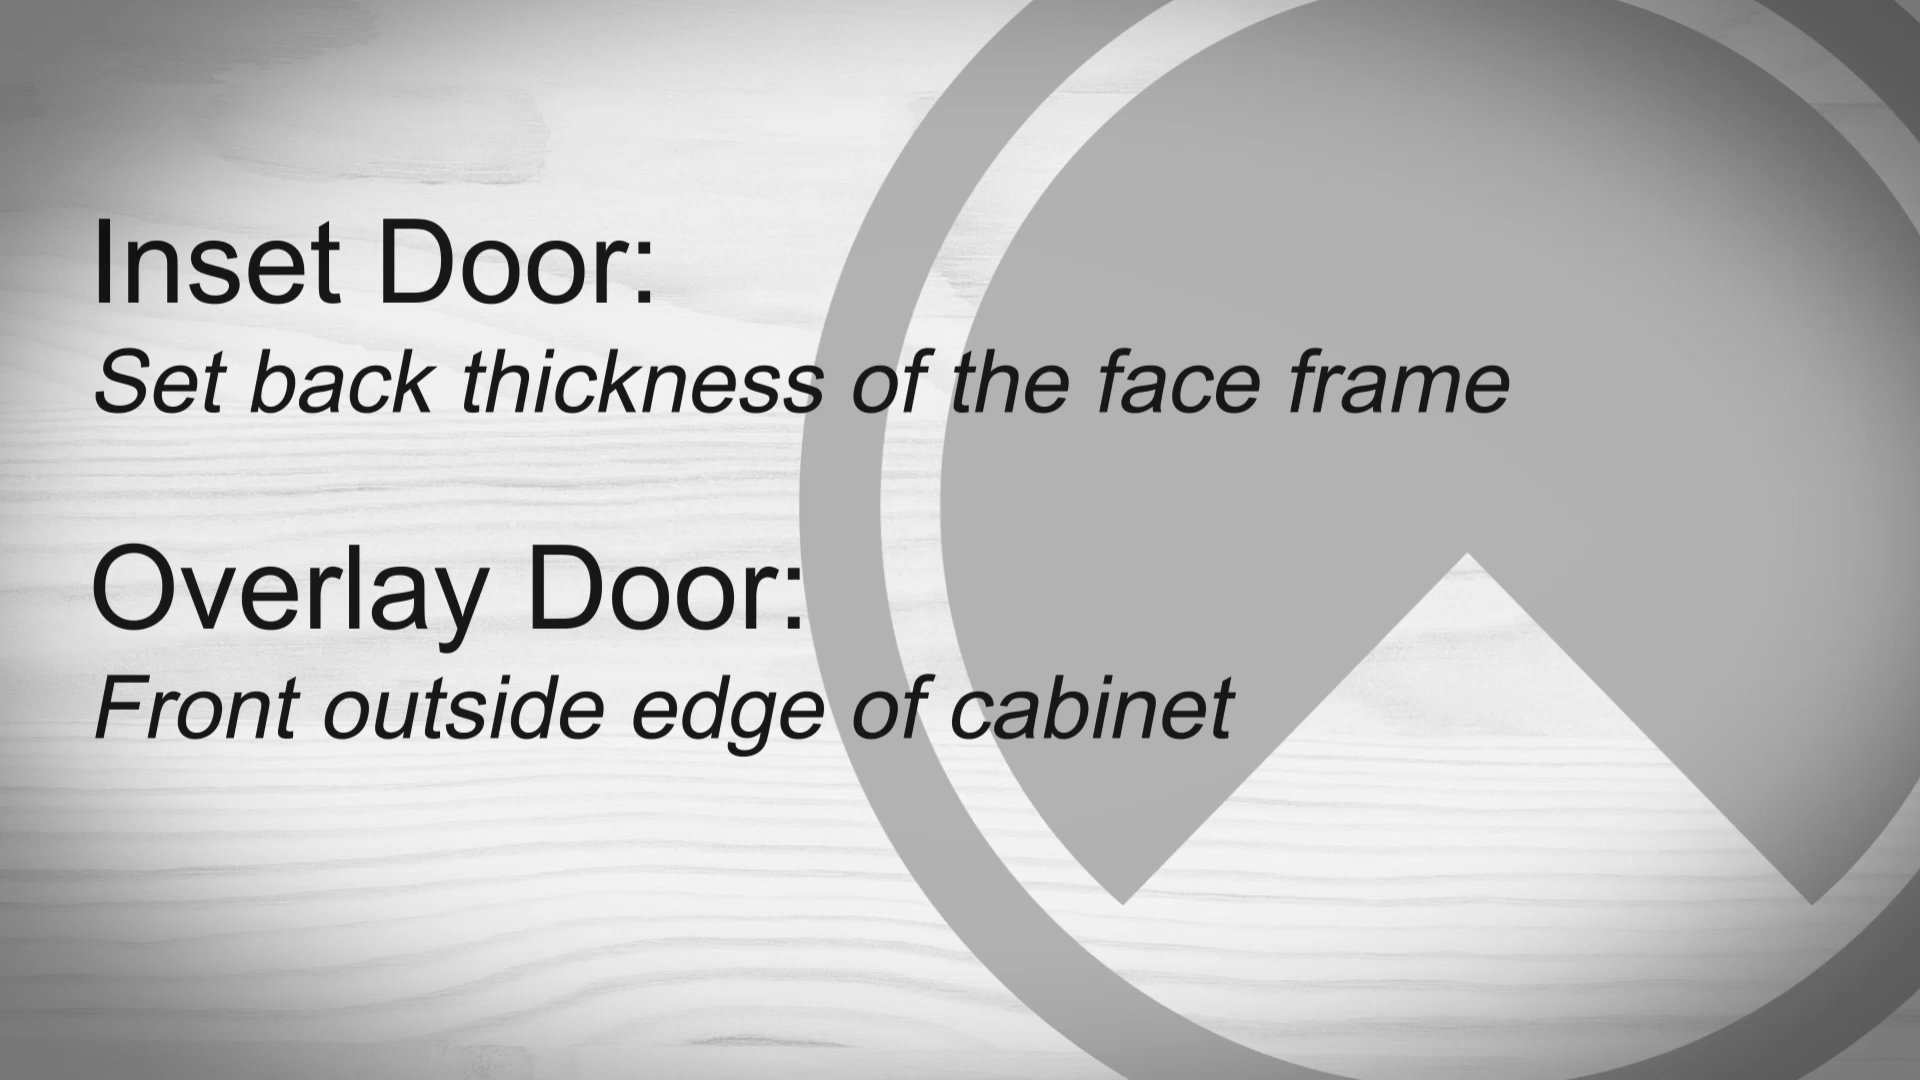 Inset Door:
Set back thickness of the face frame
Overlay Door:
Front outside edge of cabinet